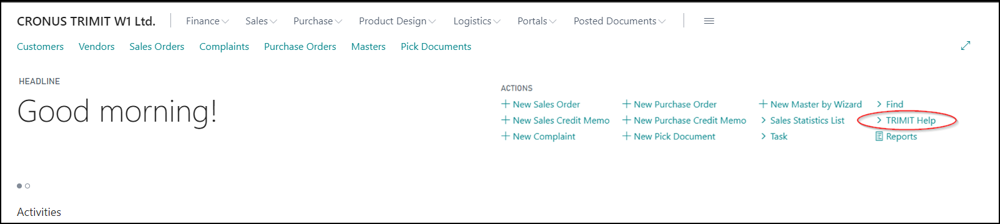 CRONUS TRIMIT W1 Ltd. Finance Sales Purchase Product Design Logistics Portals Posted Documents
Customers Vendors Sales Orders Complaints Purchase Orders Masters Pick Documents
HEADLINE
Good morning!
ACTIONS
New Sales Order New Purchase Order New Master by Wizard Find
New Sales Credit Memo New Purchase Credit Memo Sales Statistics List TRIMIT Help
New Complaint New Pick Document Task Reports
Activities